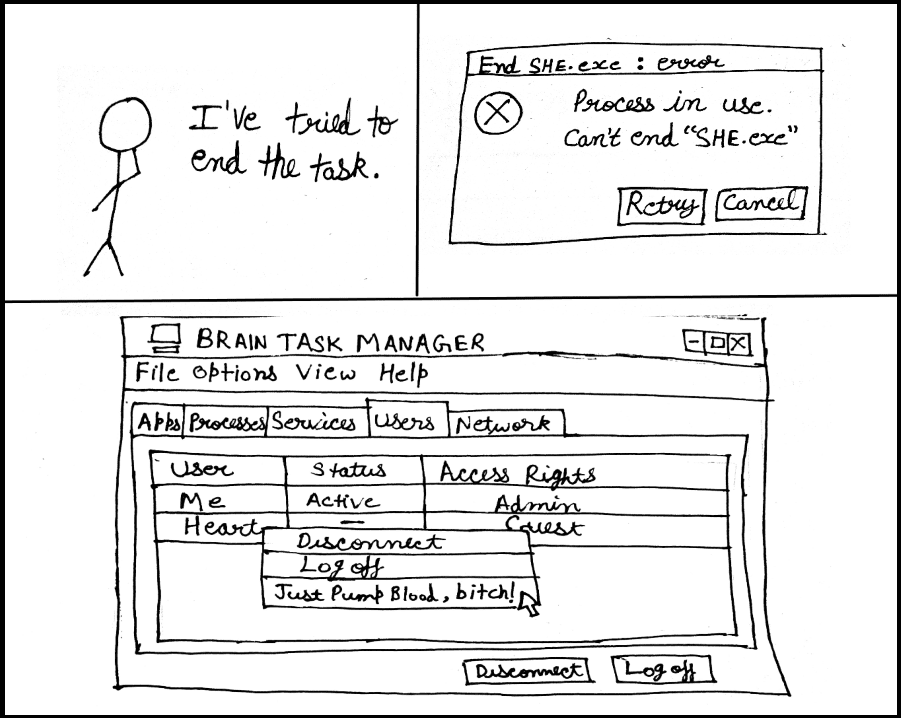 I've tried to
end the task.
End SHE.exe : error
Process in use.
Can't end "SHE.exe"
Retry Cancel
BRAIN TASK MANAGER
File Options View Help
Apps Processes Services Users Network
User Status Access Rights
Me Active Admin
Heart — Guest
Disconnect
Log off
Just Pump Blood, bitch!
Disconnect Log off